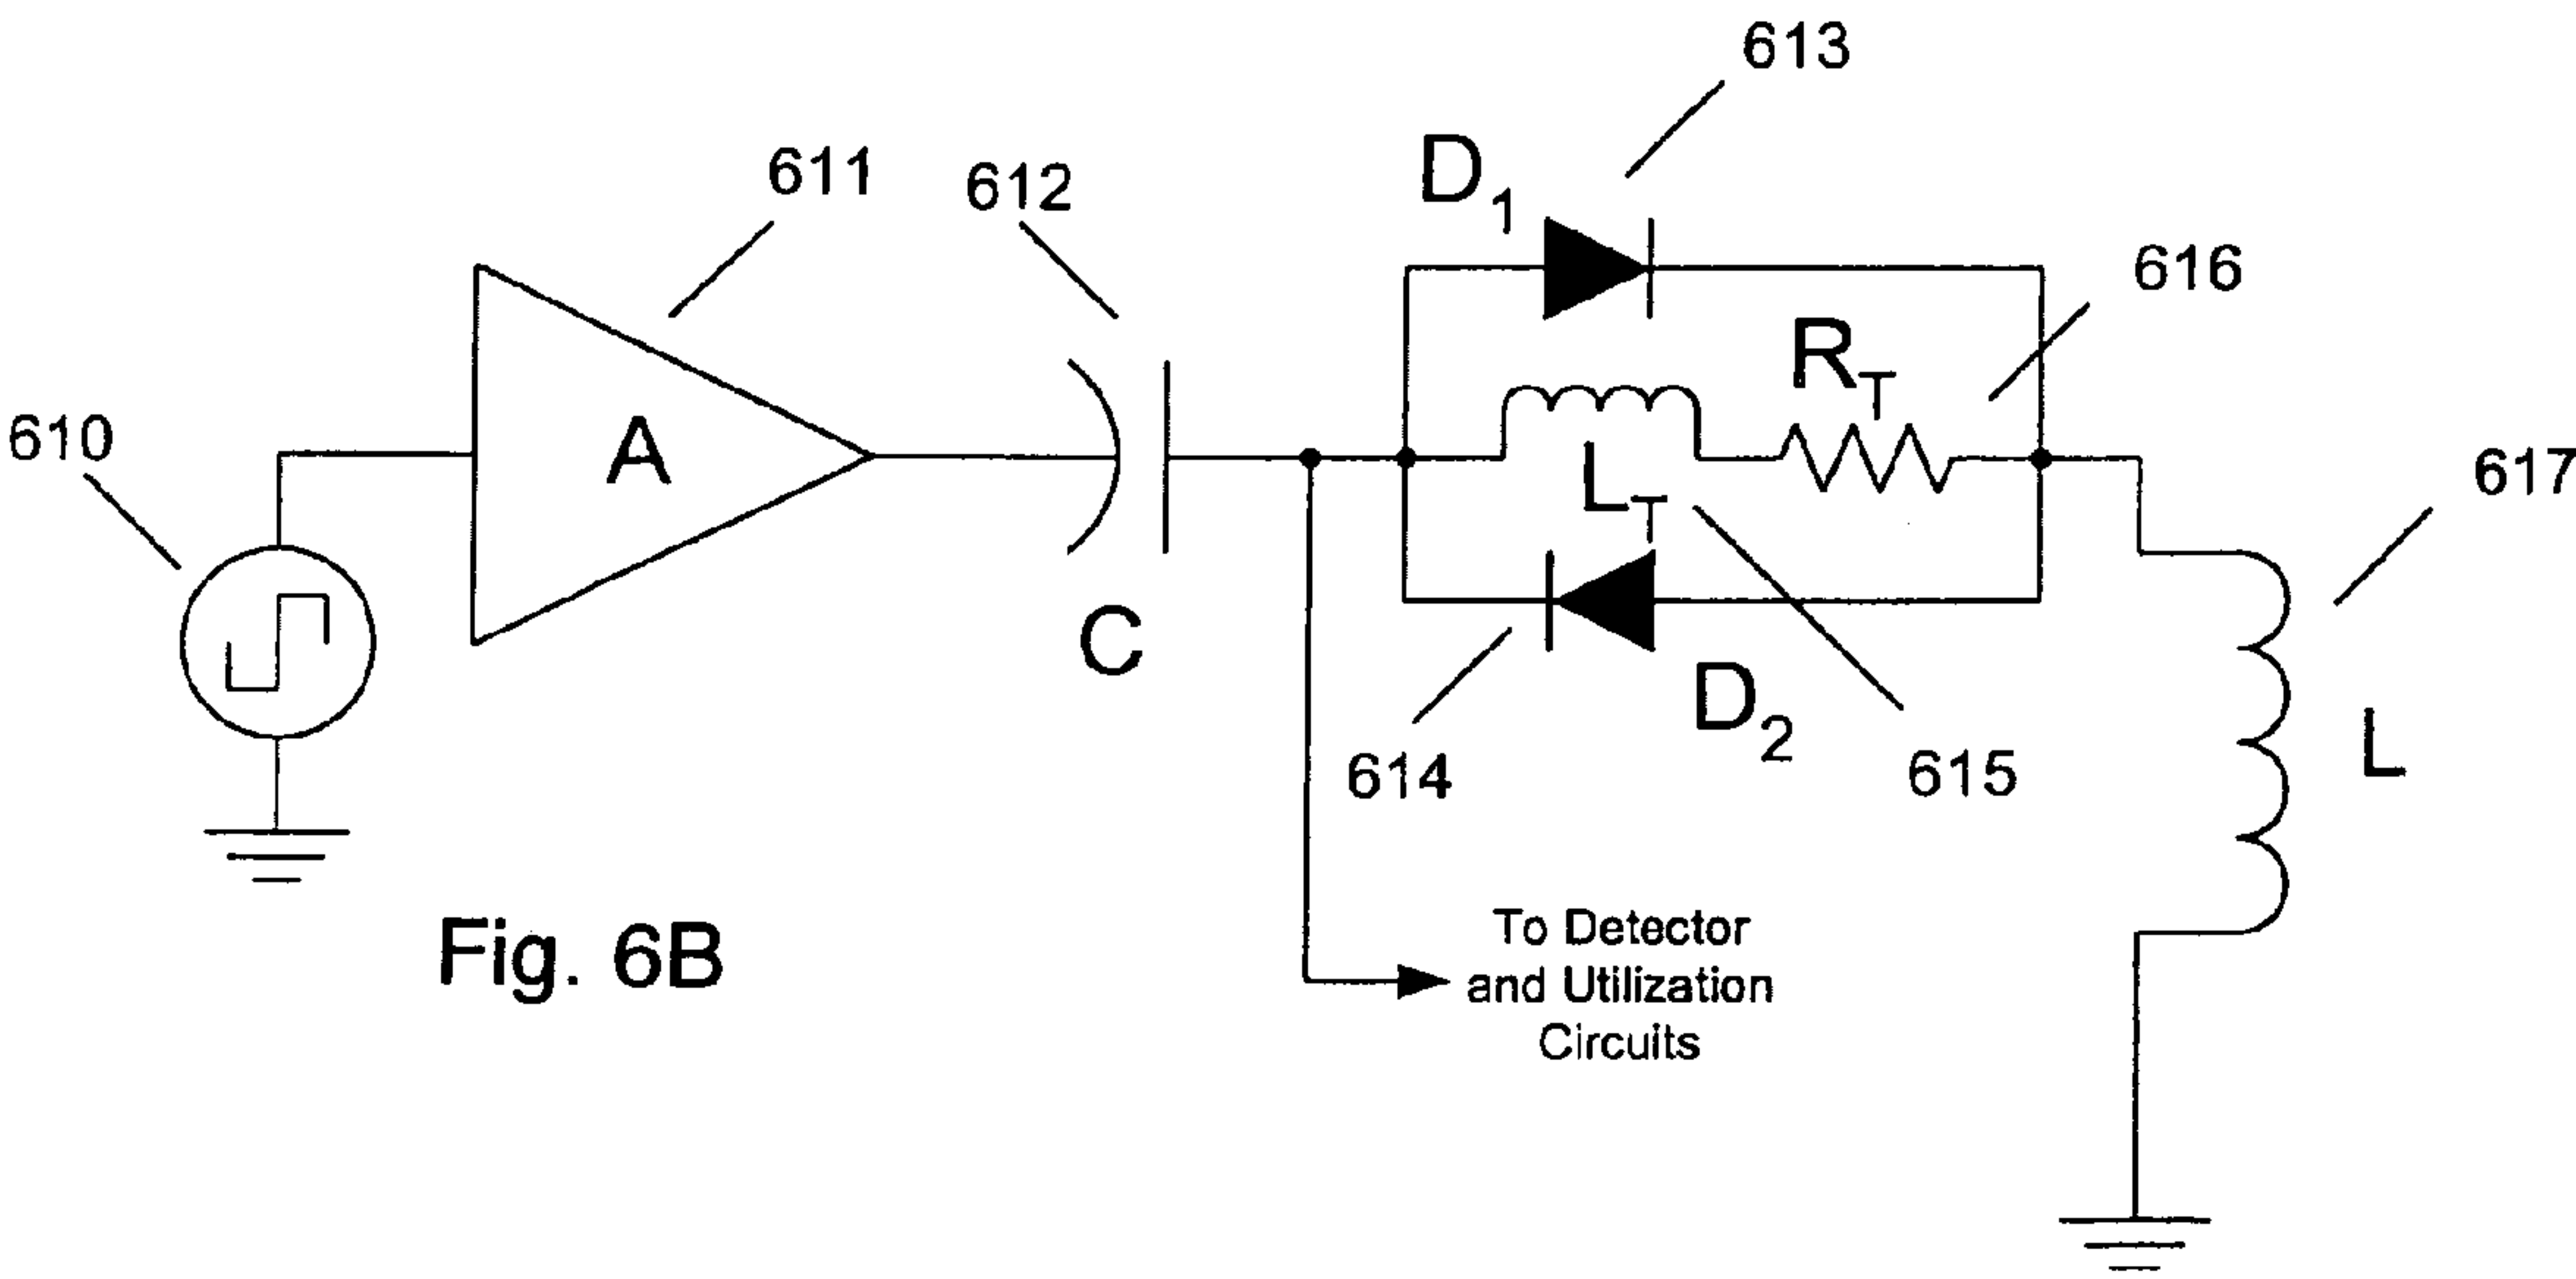 613
611
612
D1
616
RT
610
A
617
LT
C
D2
L
614
615
To Detector
and Utilization
Circuits
Fig. 6B